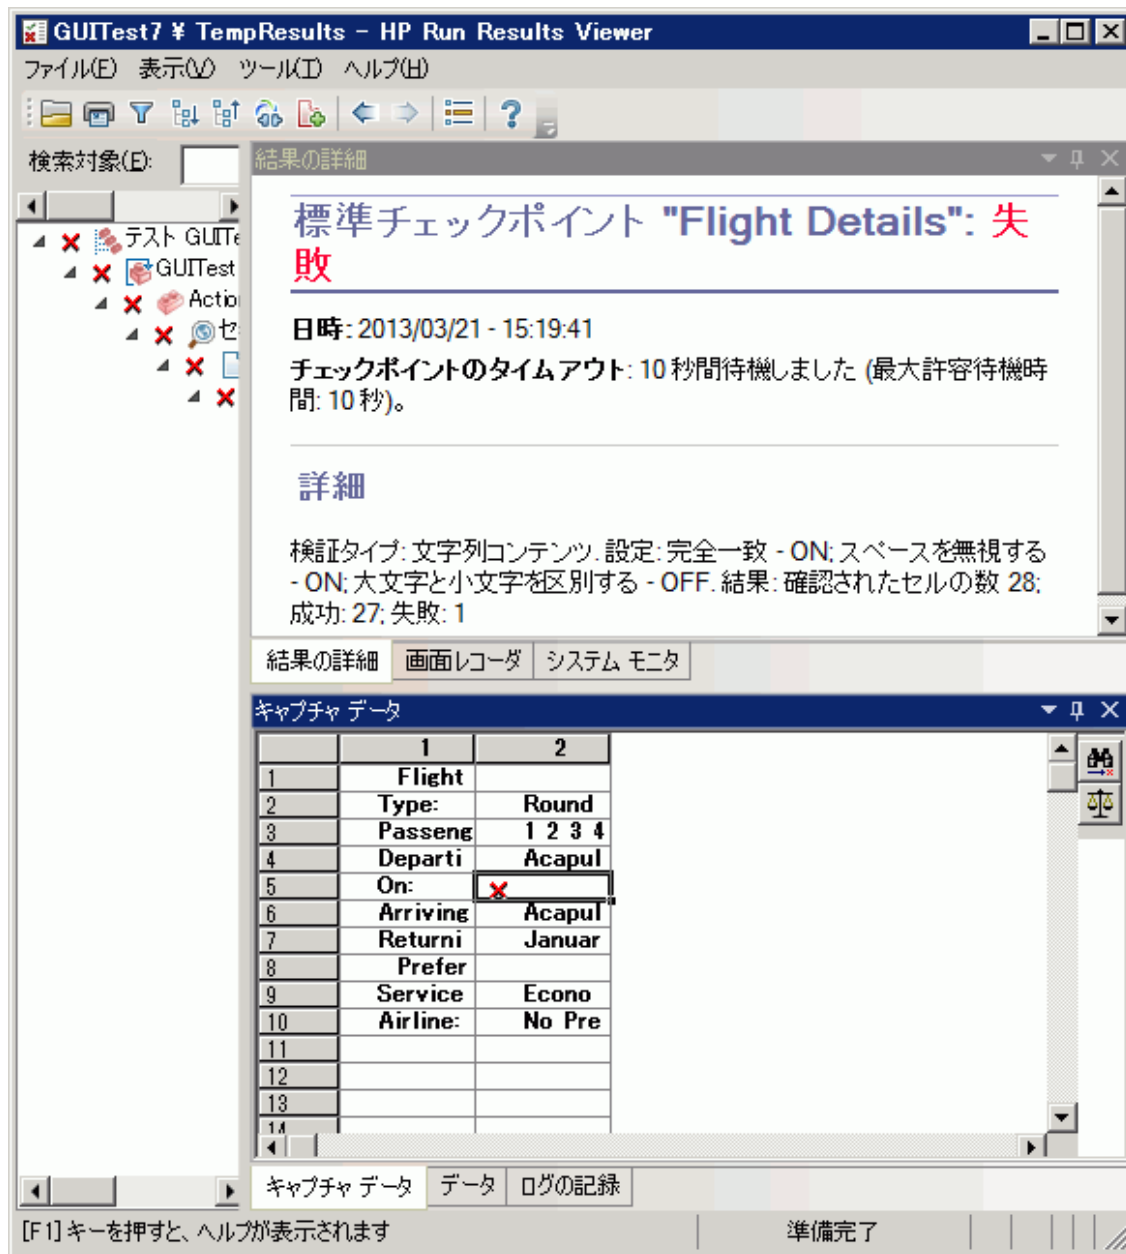 GUITest7 ¥ TempResults - HP Run Results Viewer
ファイル(F) 表示(V) ツール(T) ヘルプ(H)
検索対象(E):
テスト GUITe
GUITest
Actio
セ
結果の詳細
標準チェックポイント "Flight Details": 失
敗
日時: 2013/03/21 - 15:19:41
チェックポイントのタイムアウト: 10 秒間待機しました (最大許容待機時
間: 10 秒)。
詳細
検証タイプ: 文字列コンテンツ. 設定: 完全一致 - ON; スペースを無視する
- ON; 大文字と小文字を区別する - OFF. 結果: 確認されたセルの数 28;
成功: 27; 失敗: 1
結果の詳細 画面レコーダ システム モニタ
キャプチャ データ
1 2
1 Flight
2 Type: Round
3 Passeng 1 2 3 4
4 Departi Acapul
5 On:
6 Arriving Acapul
7 Returni Januar
8 Prefer
9 Service Econo
10 Airline: No Pre
11
12
13
14
キャプチャ データ データ ログの記録
[F1] キーを押すと、ヘルプが表示されます 準備完了